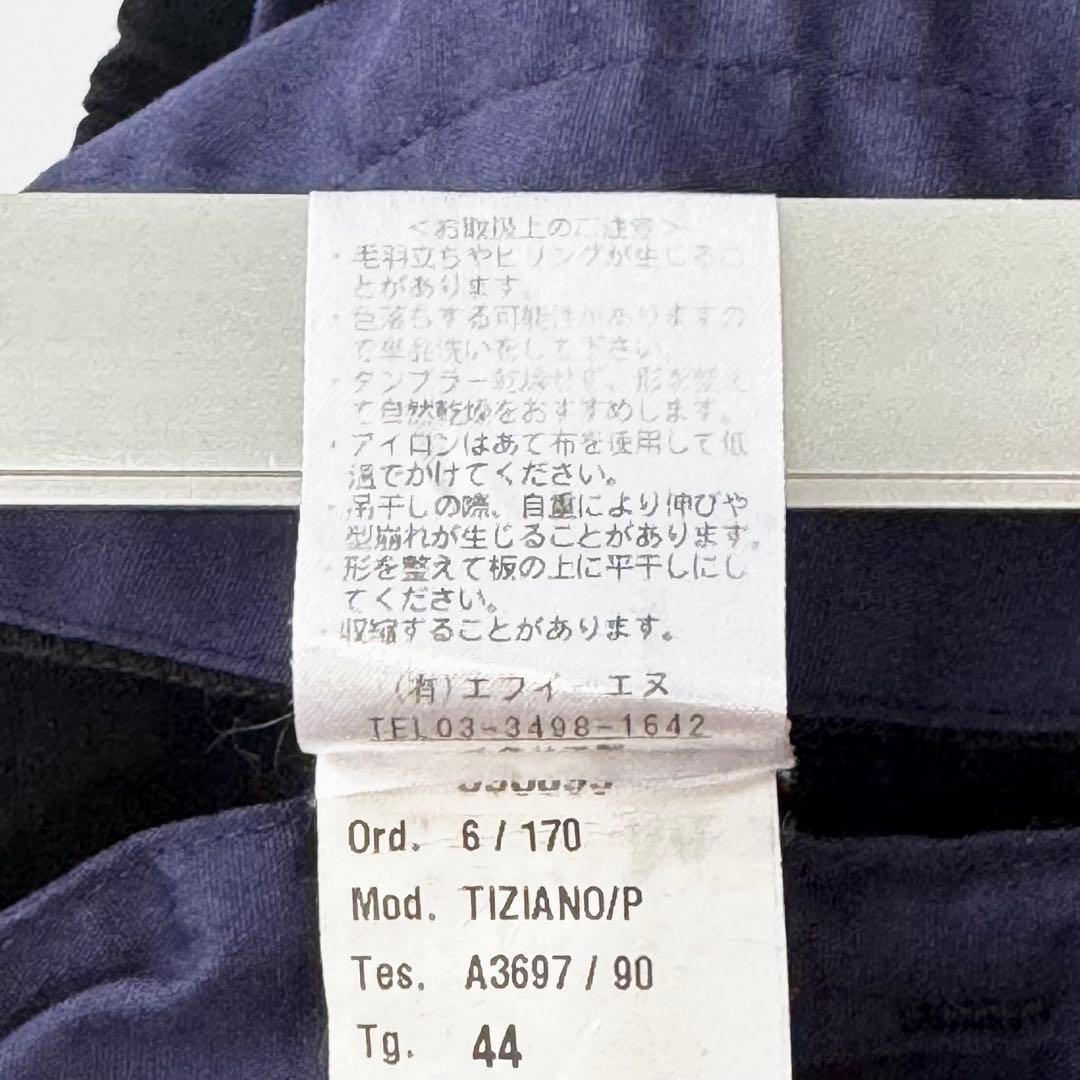 ＜お取扱上のご注意＞
・毛羽立ちやピリングが生じるこ
とがあります。
・色落ちする可能性がありますの
で単品洗いをして下さい。
・タンブラー乾燥せず、形を整え
て自然乾燥をおすすめします。
・アイロンはあて布を使用して低
温でかけてください。
・吊干しの際、自重により伸びや
型崩れが生じることがあります。
形を整えて板の上に平干しにし
てください。
・収縮することがあります。
(有)エフイーエヌ
TEL03-3498-1642
Ord. 6 / 170
Mod. TIZIANO/P
Tes. A3697 / 90
Tg. 44